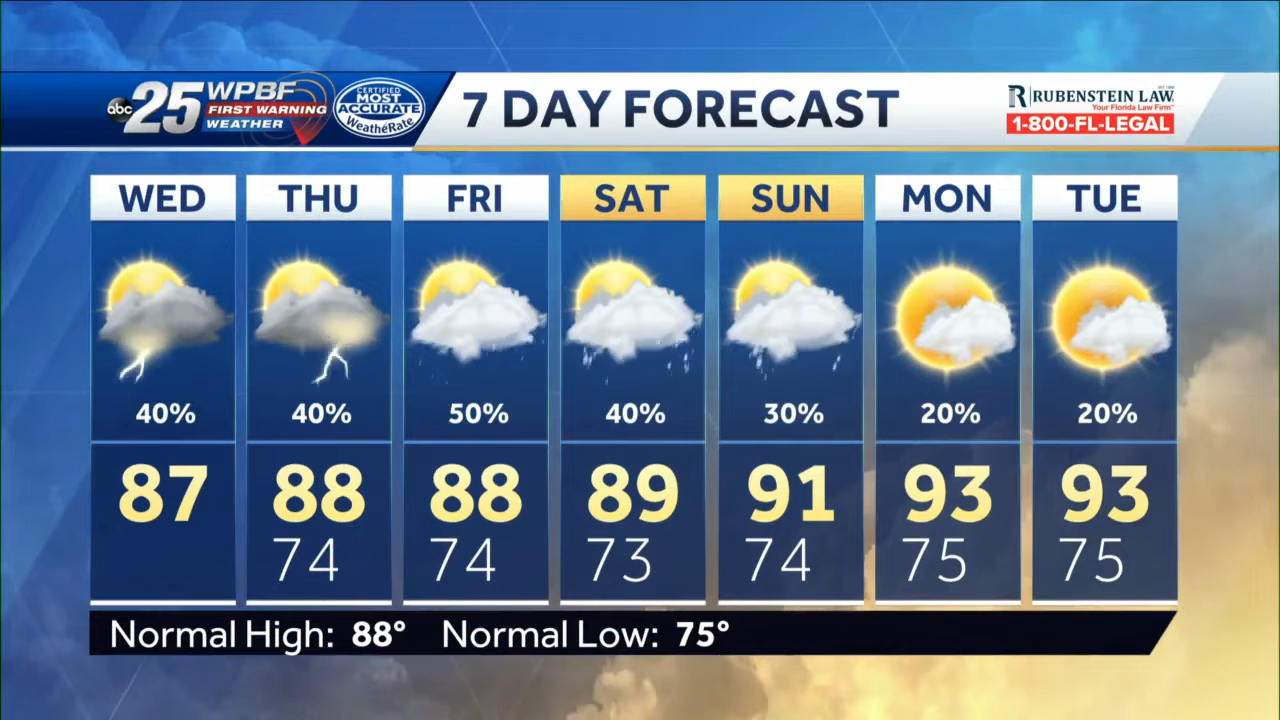 abc 25 WPBF
FIRST WARNING
WEATHER
CERTIFIED
MOST
ACCURATE
WeatheRate
7 DAY FORECAST
R RUBENSTEIN LAW
Your Florida Law Firm
1-800-FL-LEGAL
WED THU FRI SAT SUN MON TUE
40% 40% 50% 40% 30% 20% 20%
87 88 88 89 91 93 93
74 74 73 74 75 75
Normal High: 88° Normal Low: 75°